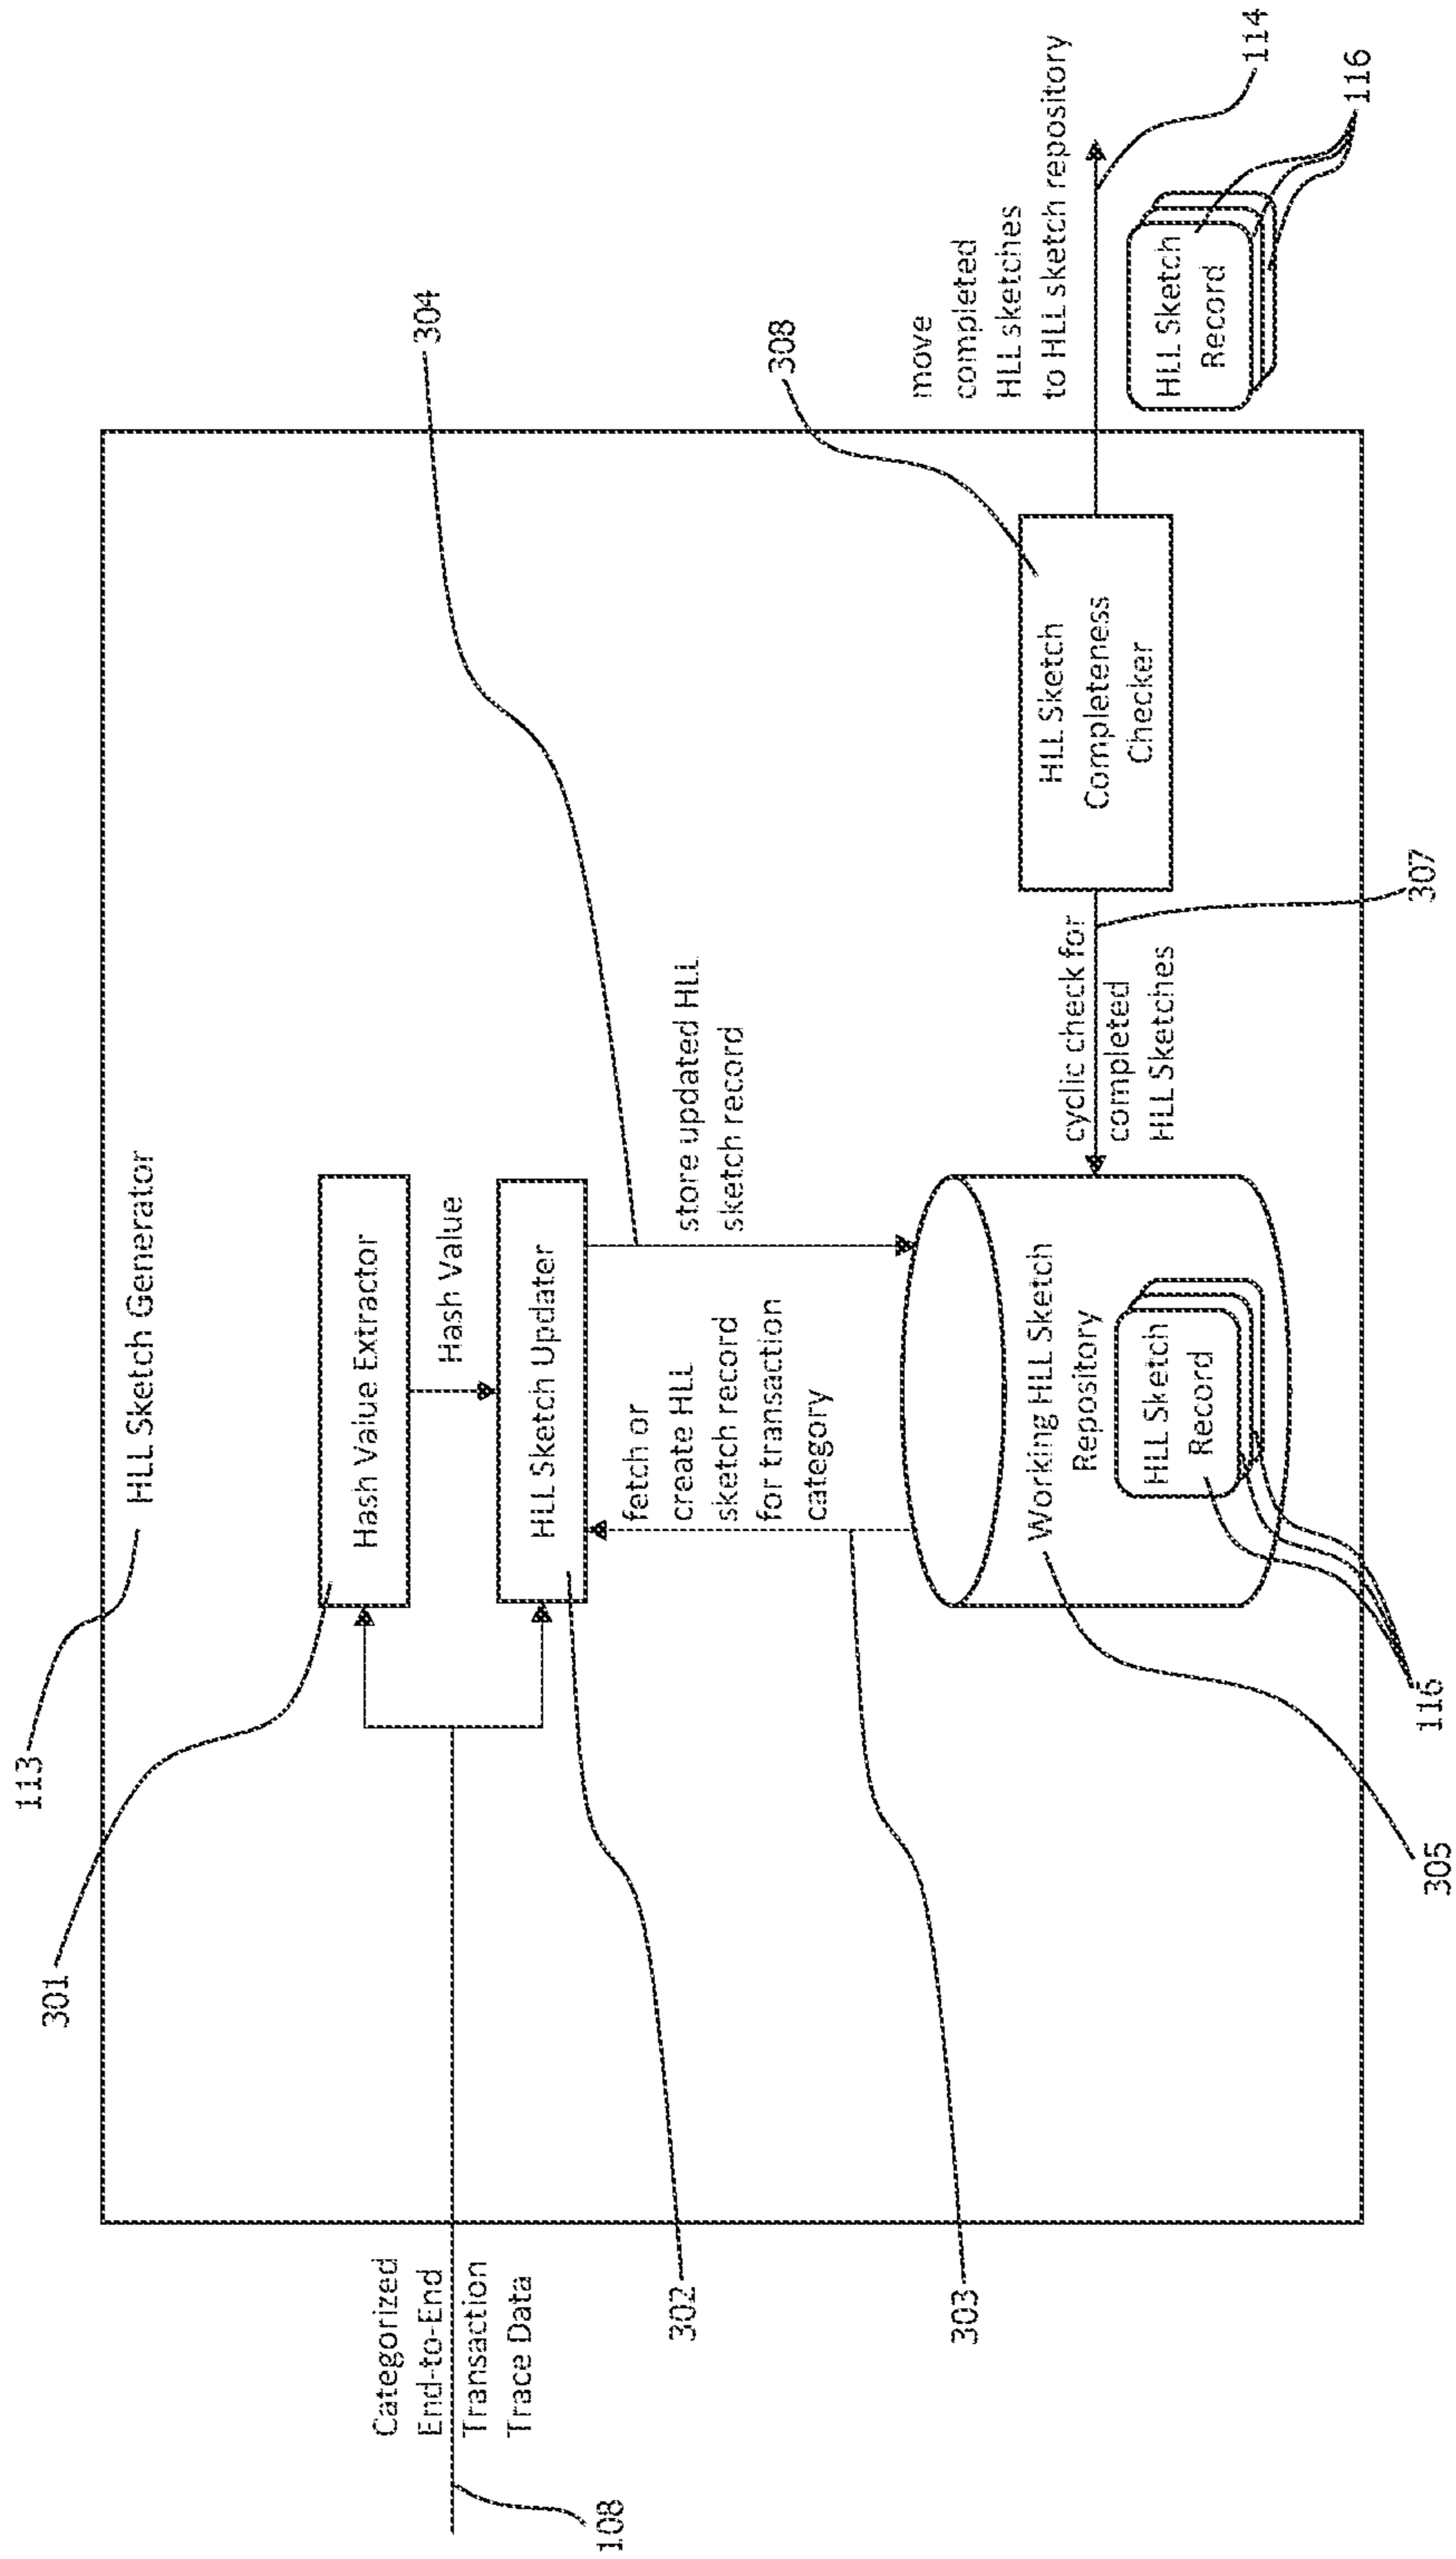 113
HLL Sketch Generator
301
Hash Value Extractor
Hash Value
304
Categorized
End-to-End
Transaction
Trace Data
108
HLL Sketch Updater
302
fetch or
create HLL
sketch record
for transaction
category
303
store updated HLL
sketch record
308
move
completed
HLL sketches
to HLL sketch repository
114
HLL Sketch
Record
116
HLL Sketch
Completeness
Checker
cyclic check for
completed
HLL Sketches
307
Working HLL Sketch
Repository
HLL Sketch
Record
116
305